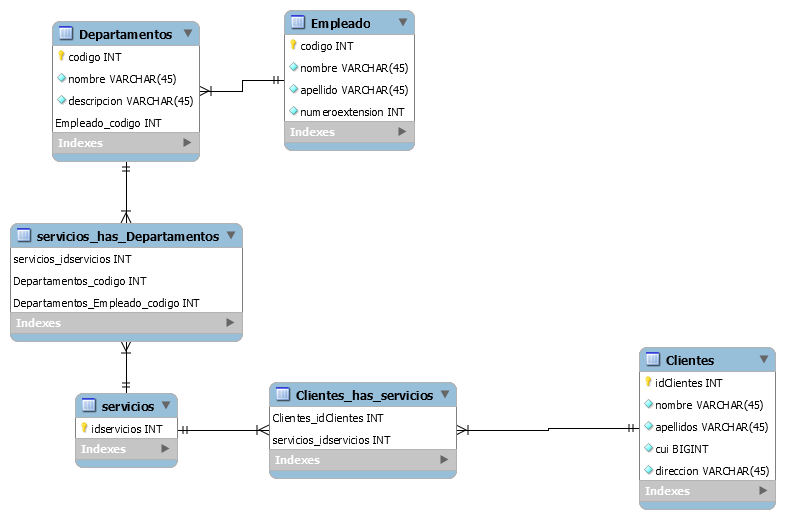 Departamentos
codigo INT
nombre VARCHAR(45)
descripcion VARCHAR(45)
Empleado_codigo INT
Indexes
Empleado
codigo INT
nombre VARCHAR(45)
apellido VARCHAR(45)
numeroextension INT
Indexes
servicios_has_Departamentos
servicios_idservicios INT
Departamentos_codigo INT
Departamentos_Empleado_codigo INT
Indexes
servicios
idservicios INT
Indexes
Clientes_has_servicios
Clientes_idClientes INT
servicios_idservicios INT
Indexes
Clientes
idClientes INT
nombre VARCHAR(45)
apellidos VARCHAR(45)
cui BIGINT
direccion VARCHAR(45)
Indexes